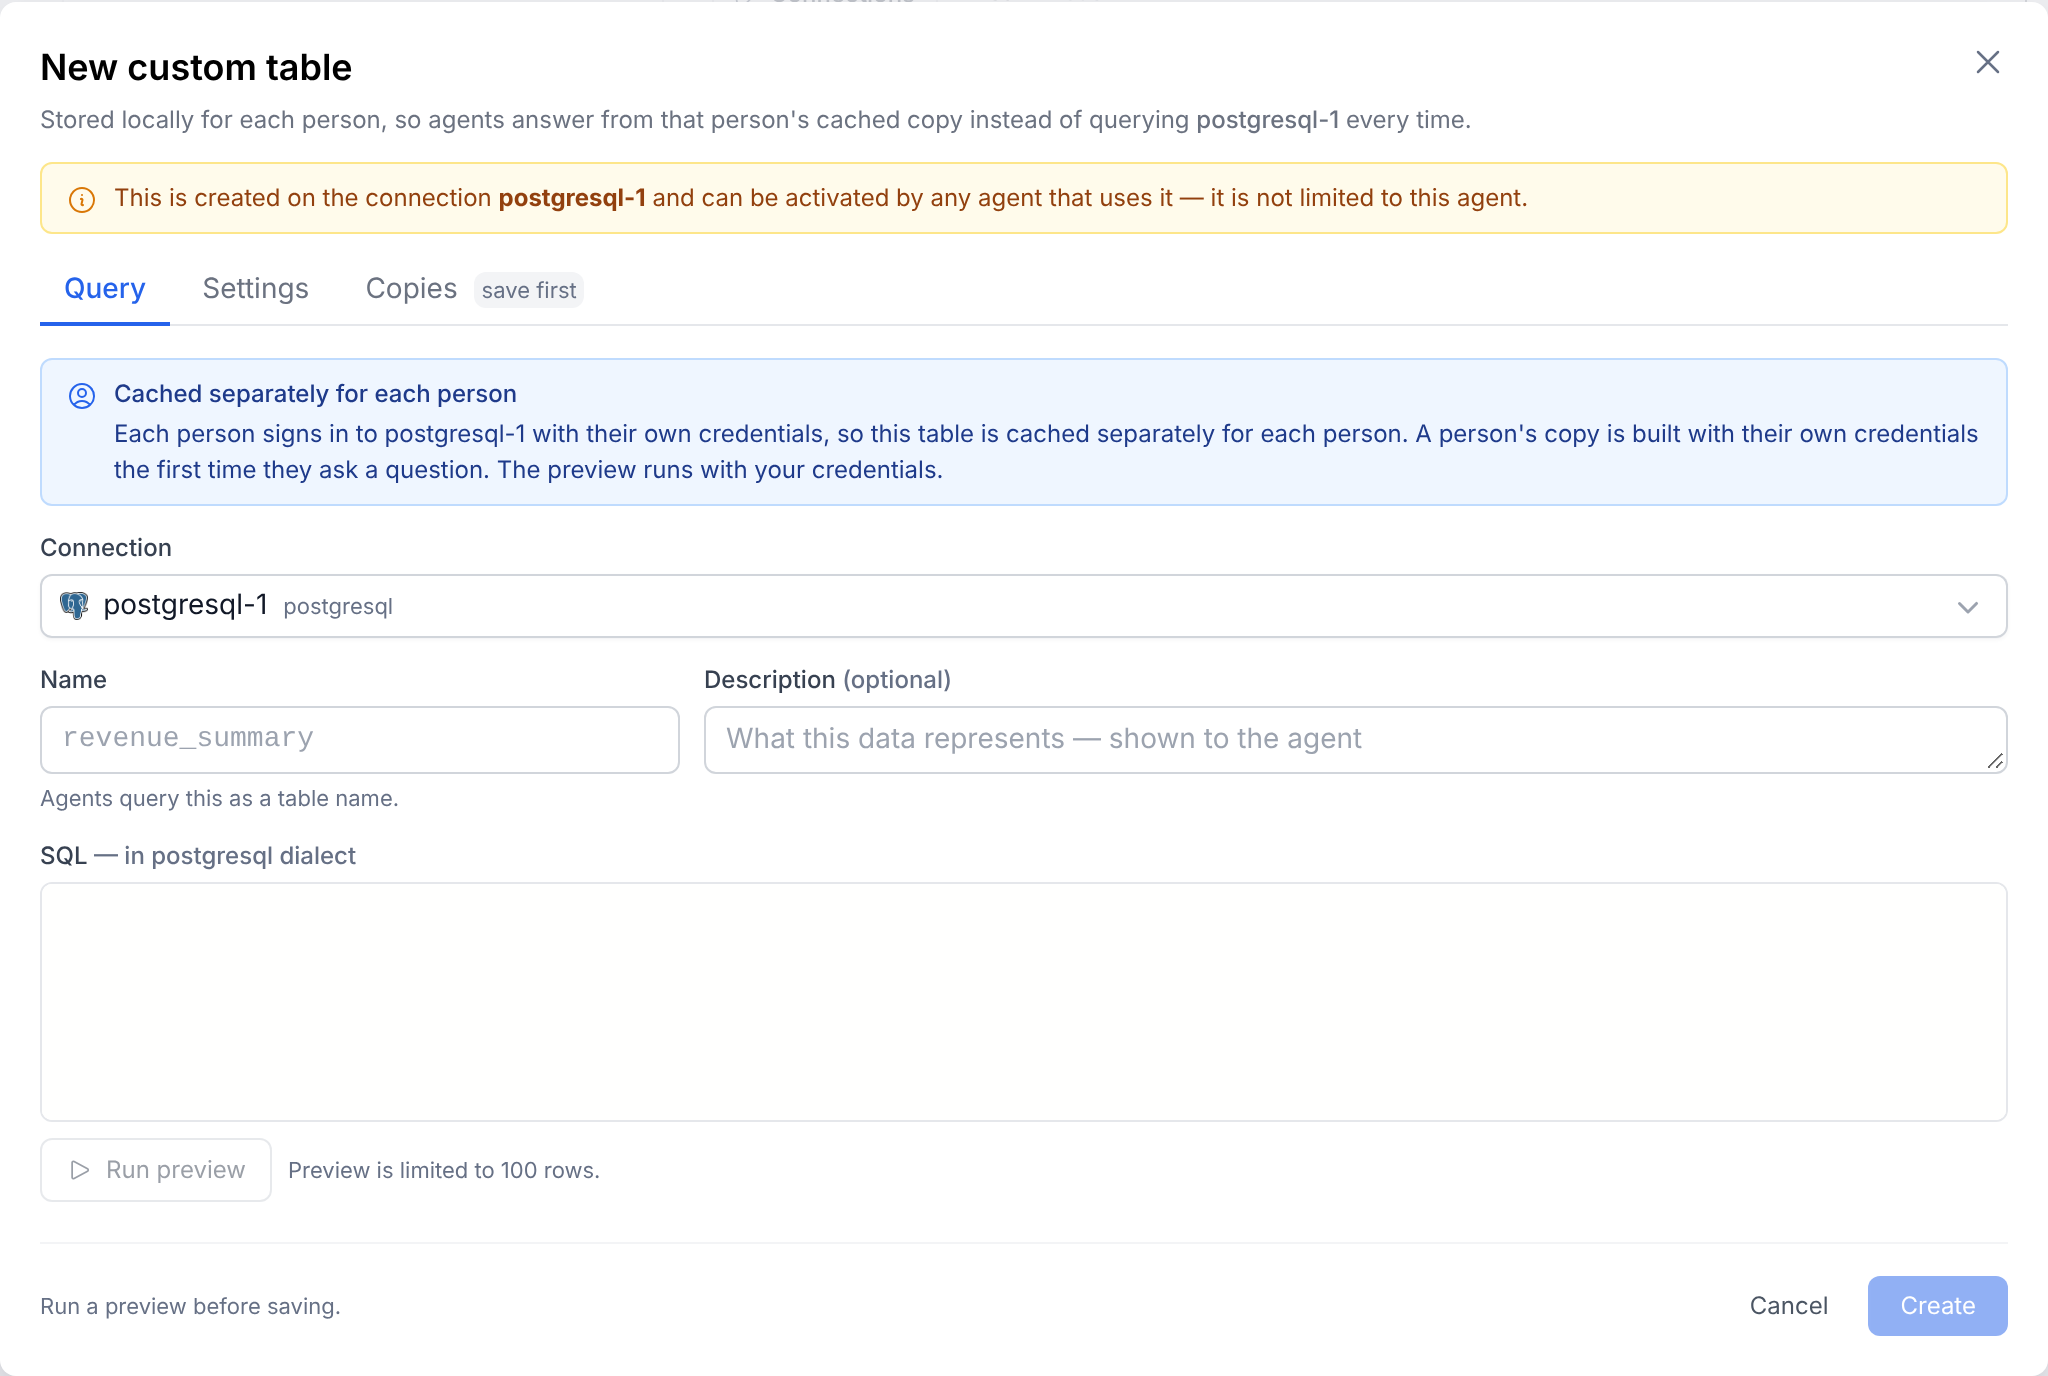 New custom table
Stored locally for each person, so agents answer from that person's cached copy instead of querying postgresql-1 every time.
This is created on the connection postgresql-1 and can be activated by any agent that uses it — it is not limited to this agent.
Query Settings Copies save first
Cached separately for each person
Each person signs in to postgresql-1 with their own credentials, so this table is cached separately for each person. A person's copy is built with their own credentials
the first time they ask a question. The preview runs with your credentials.
Connection
postgresql-1 postgresql
Name Description (optional)
revenue_summary What this data represents — shown to the agent
Agents query this as a table name.
SQL — in postgresql dialect
Run preview Preview is limited to 100 rows.
Run a preview before saving. Cancel Create